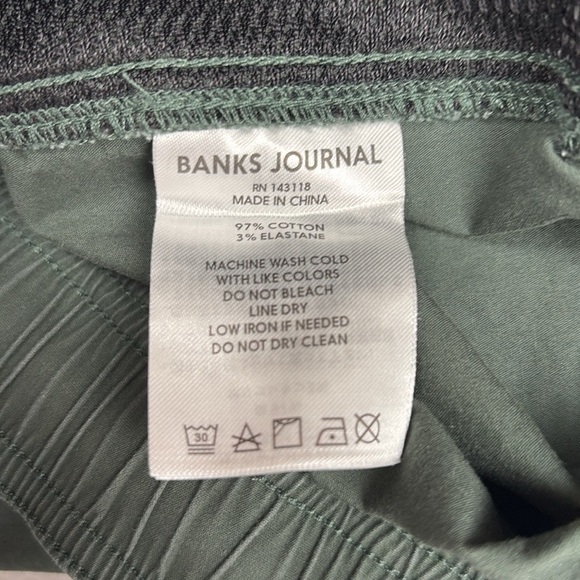 BANKS JOURNAL
RN 143118
MADE IN CHINA
97% COTTON
3% ELASTANE
MACHINE WASH COLD
WITH LIKE COLORS
DO NOT BLEACH
LINE DRY
LOW IRON IF NEEDED
DO NOT DRY CLEAN
30